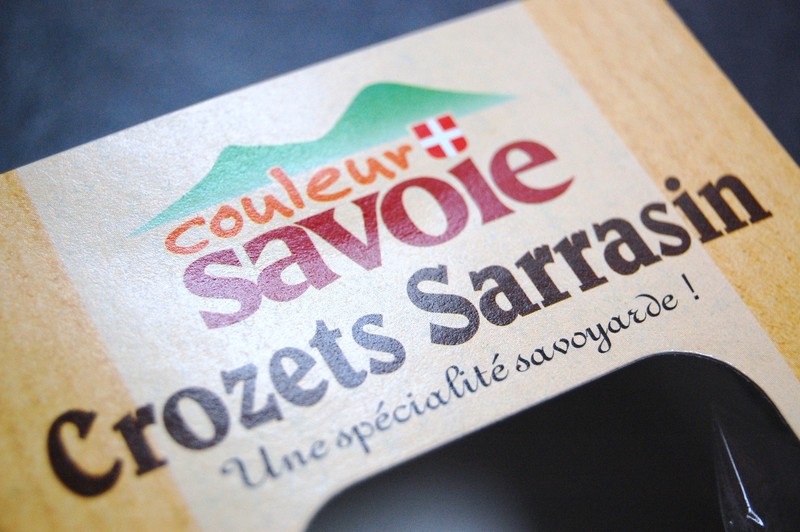 couleur
savoie
Crozets Sarrasin
Une spécialité savoyarde !